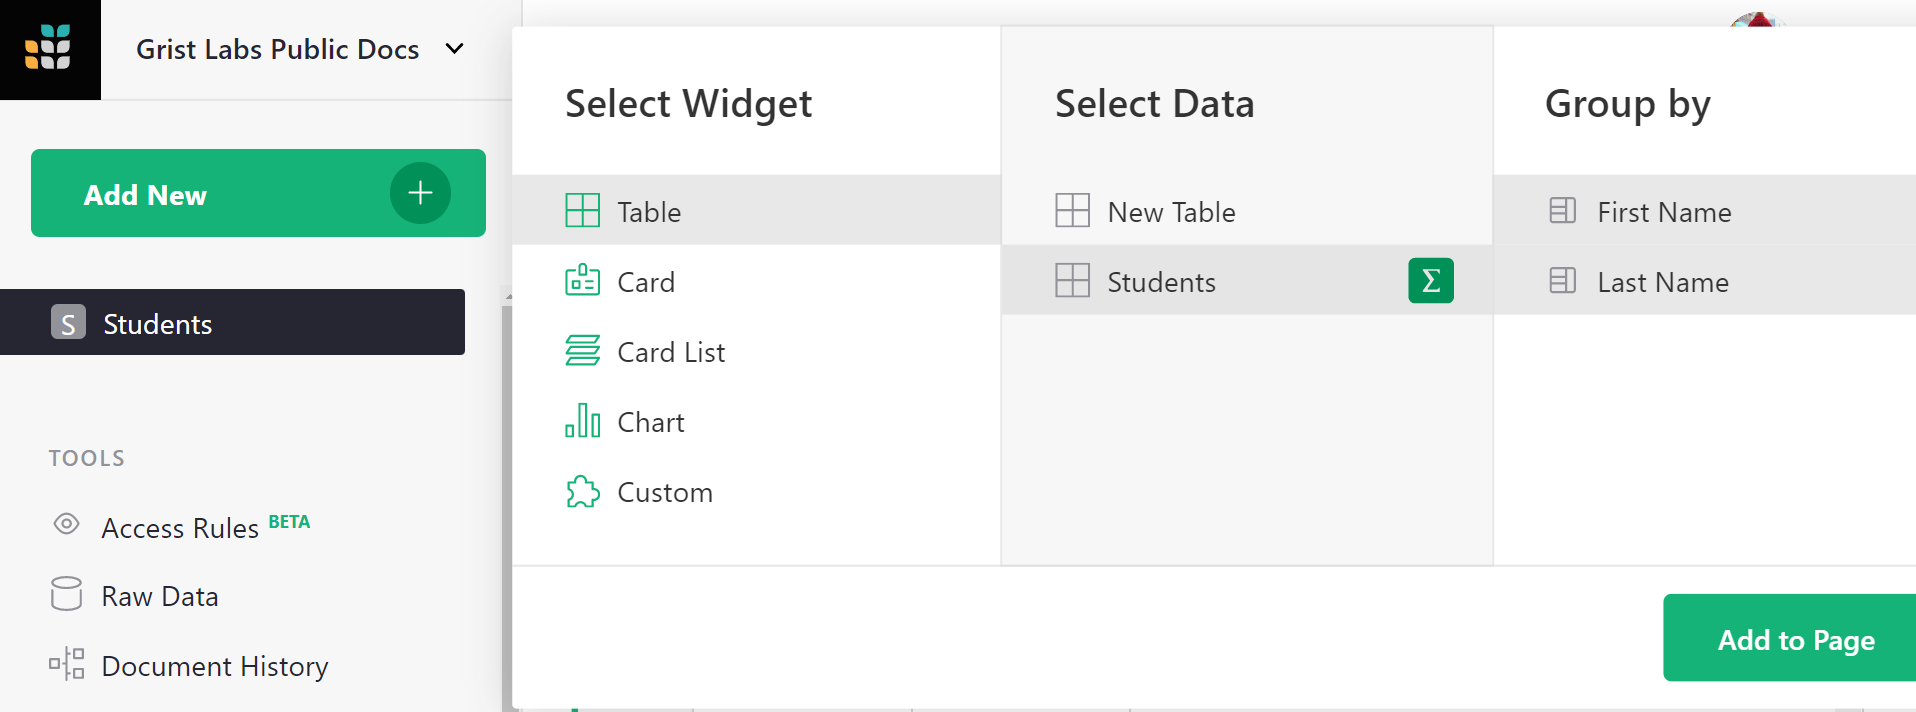 Grist Labs Public Docs
Add New
S Students
TOOLS
Access Rules BETA
Raw Data
Document History
Select Widget
Table
Card
Card List
Chart
Custom
Select Data
New Table
Students Σ
Group by
First Name
Last Name
Add to Page